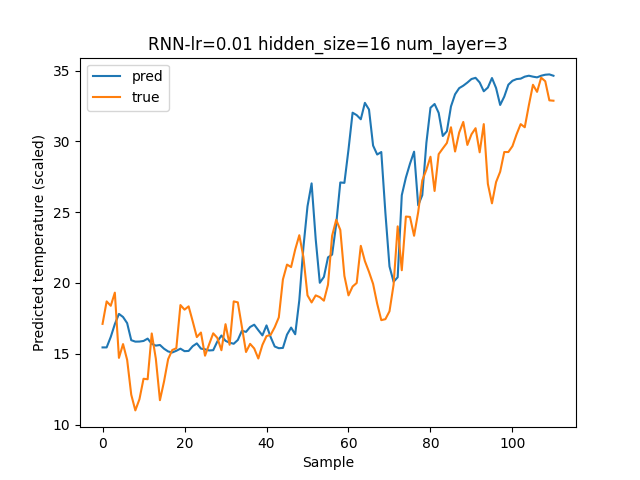 RNN-lr=0.01 hidden_size=16 num_layer=3
pred
true
Predicted temperature (scaled)
35
30
25
20
15
10
0 20 40 60 80 100
Sample